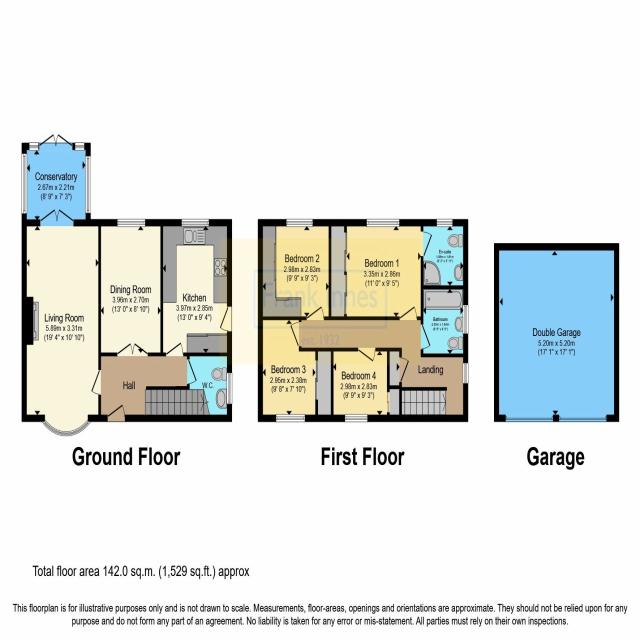 Conservatory
2.67m x 2.21m
(8' 9" x 7' 3")
Living Room
5.89m x 3.31m
(19' 4" x 10' 10")
Dining Room
3.96m x 2.70m
(13' 0" x 8' 10")
Kitchen
3.97m x 2.85m
(13' 0" x 9' 4")
Hall
W.C.
Ground Floor
Bedroom 2
2.98m x 2.83m
(9' 9" x 9' 3")
Bedroom 1
3.35m x 2.86m
(11' 0" x 9' 5")
En-suite
Bathroom
Frank Innes
est. 1932
Bedroom 3
2.95m x 2.38m
(9' 8" x 7' 10")
Bedroom 4
2.98m x 2.83m
(9' 9" x 9' 3")
Landing
First Floor
Double Garage
5.20m x 5.20m
(17' 1" x 17' 1")
Garage
Total floor area 142.0 sq.m. (1,529 sq.ft.) approx
This floorplan is for illustrative purposes only and is not drawn to scale. Measurements, floor-areas, openings and orientations are approximate. They should not be relied upon for any
purpose and do not form any part of an agreement. No liability is taken for any error or mis-statement. All parties must rely on their own inspections.